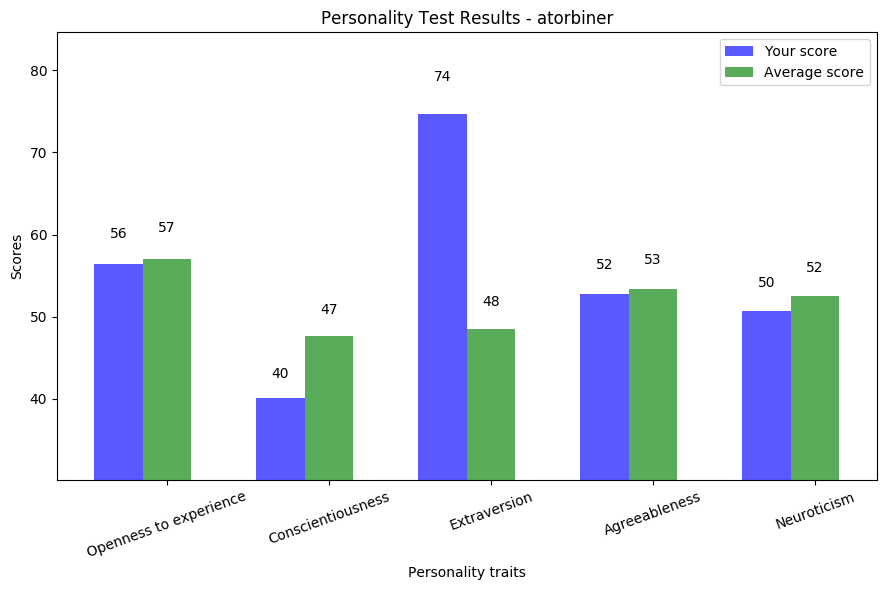 Personality Test Results - atorbiner
Your score
Average score
Scores
80
70
60
50
40
56
57
40
47
74
48
52
53
50
52
Openness to experience
Conscientiousness
Extraversion
Agreeableness
Neuroticism
Personality traits